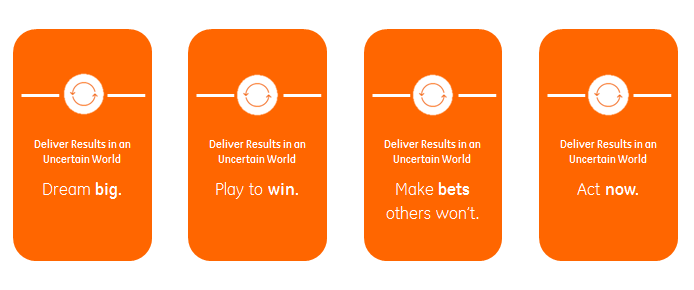 Deliver Results in an
Uncertain World
Dream big.
Deliver Results in an
Uncertain World
Play to win.
Deliver Results in an
Uncertain World
Make bets
others won't.
Deliver Results in an
Uncertain World
Act now.